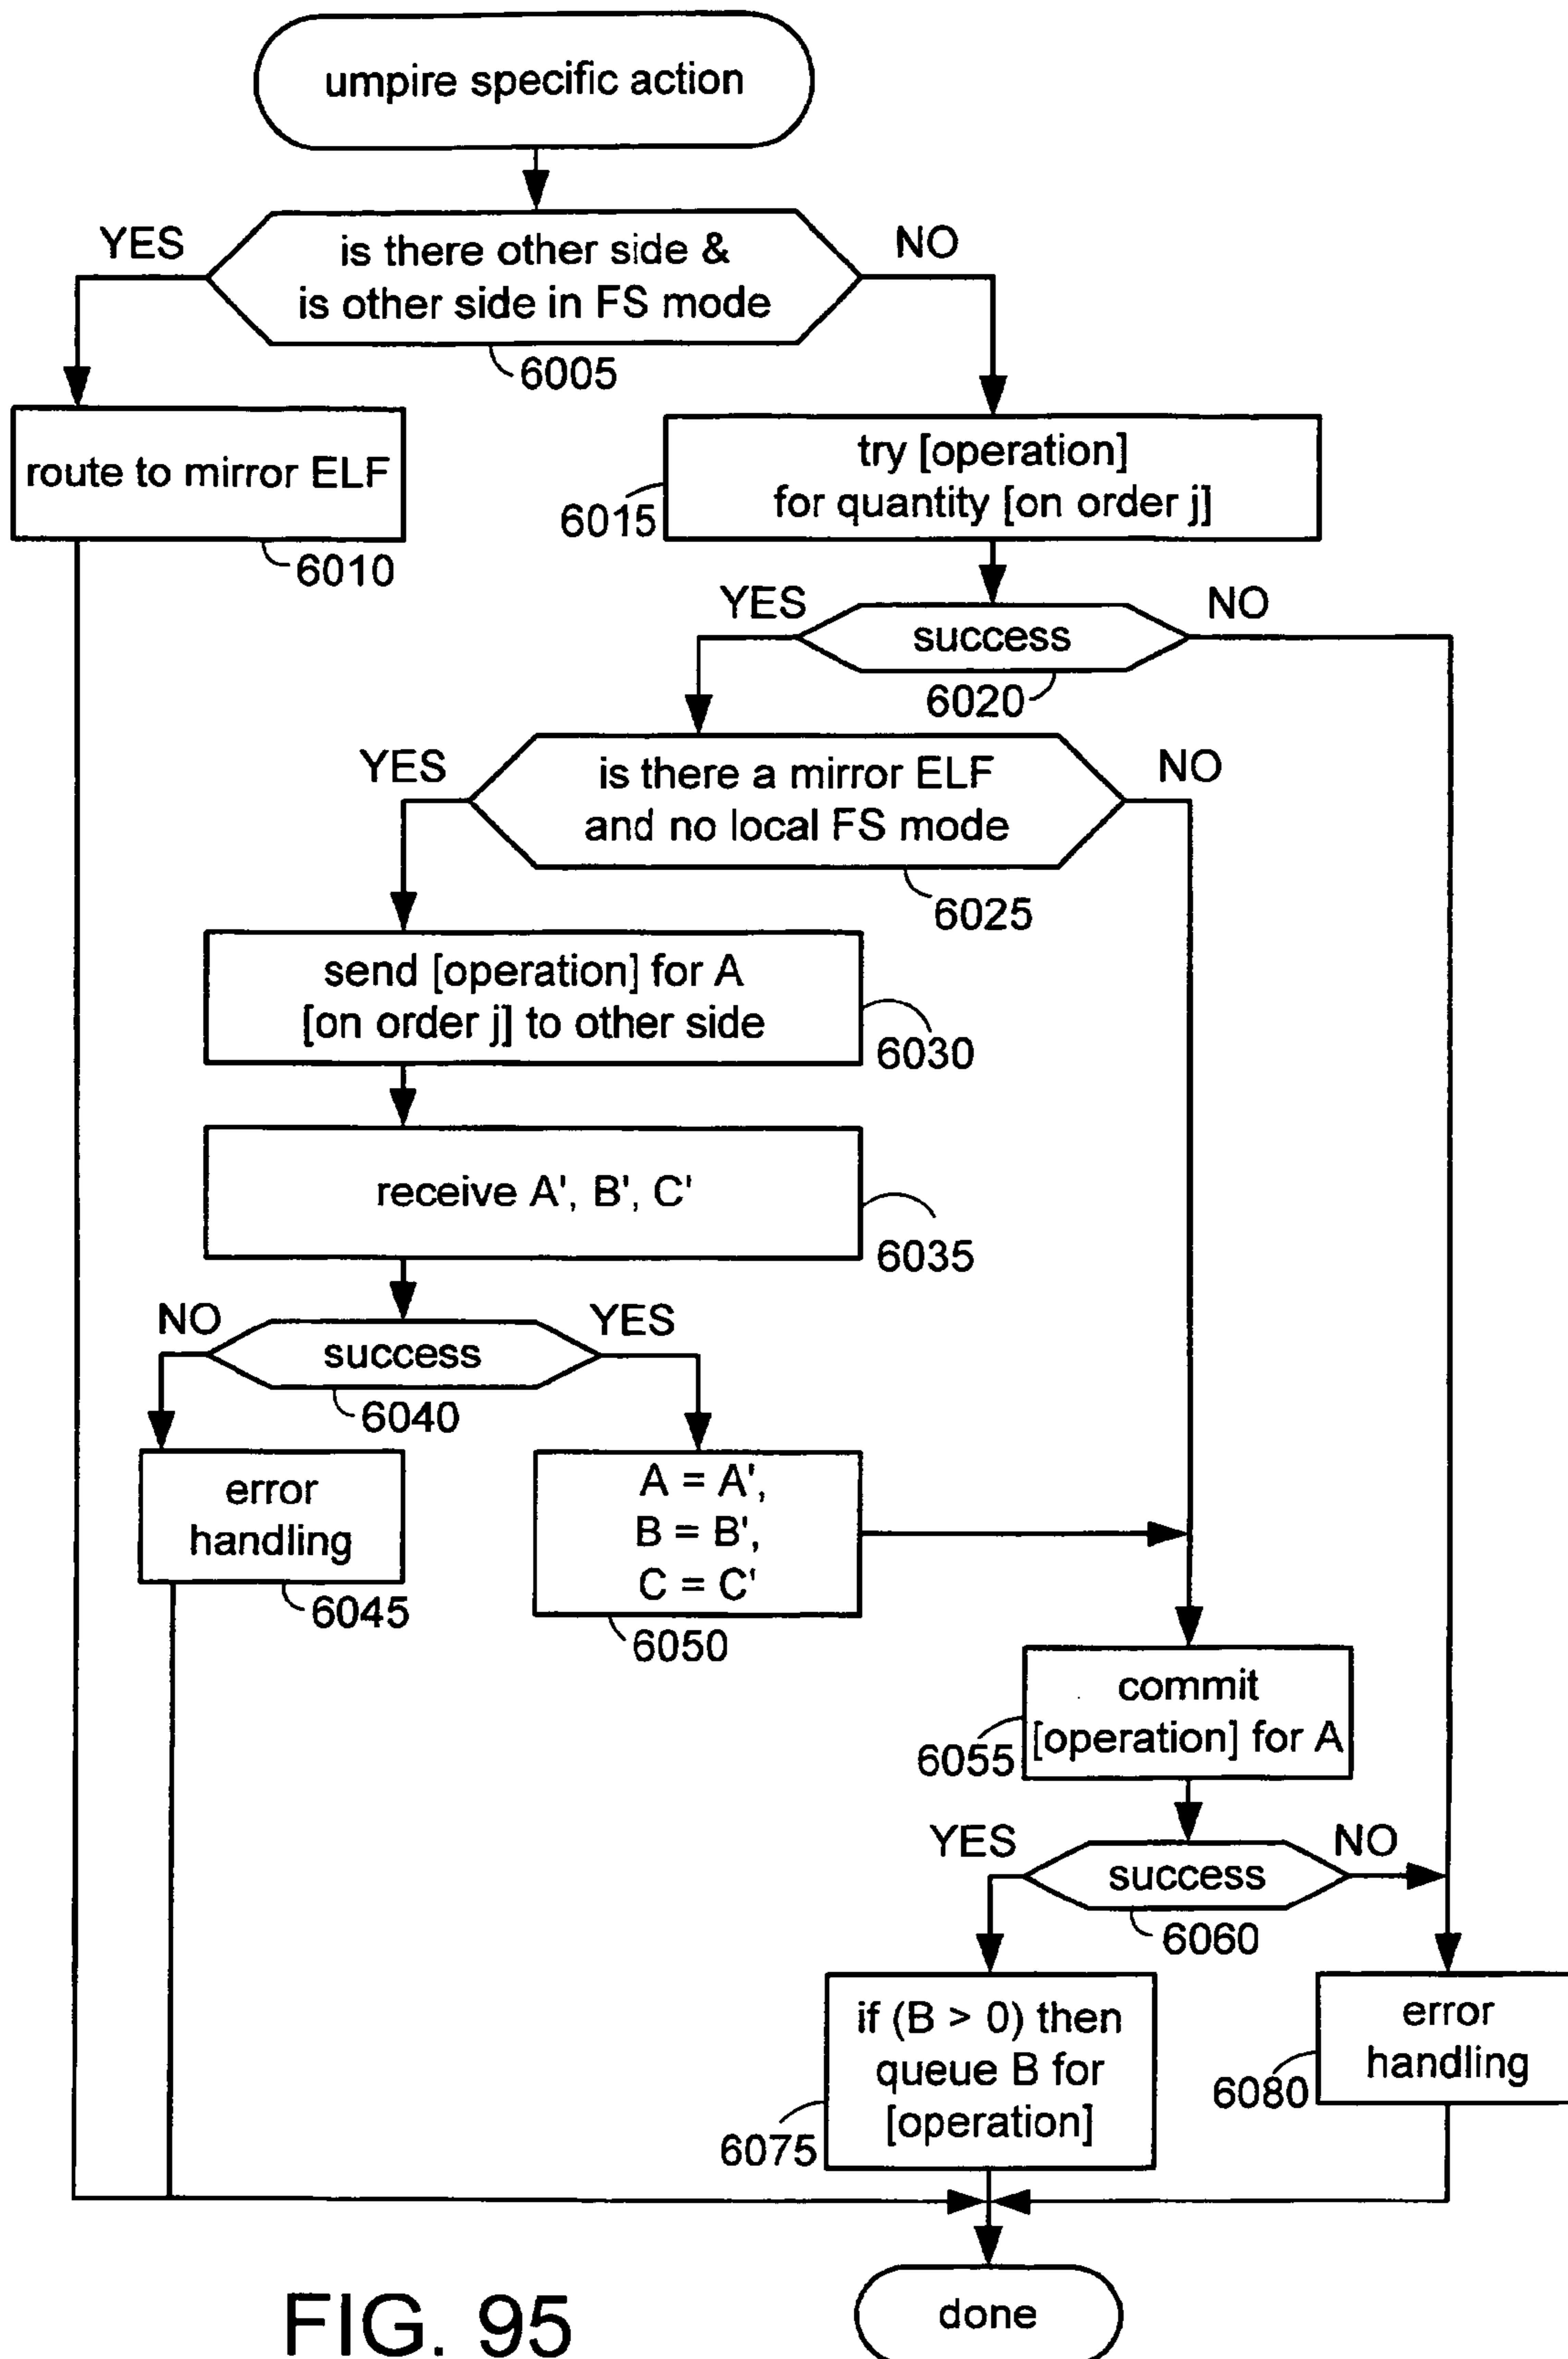 umpire specific action
YES
NO
is there other side &
is other side in FS mode
6005
route to mirror ELF
6010
try [operation]
for quantity [on order j]
6015
YES
NO
success
6020
YES
NO
is there a mirror ELF
and no local FS mode
6025
send [operation] for A
[on order j] to other side
6030
receive A', B', C'
6035
NO
YES
success
6040
error
handling
6045
A = A',
B = B',
C = C'
6050
commit
[operation] for A
6055
YES
NO
success
6060
if (B > 0) then
queue B for
[operation]
6075
error
handling
6080
done
FIG. 95